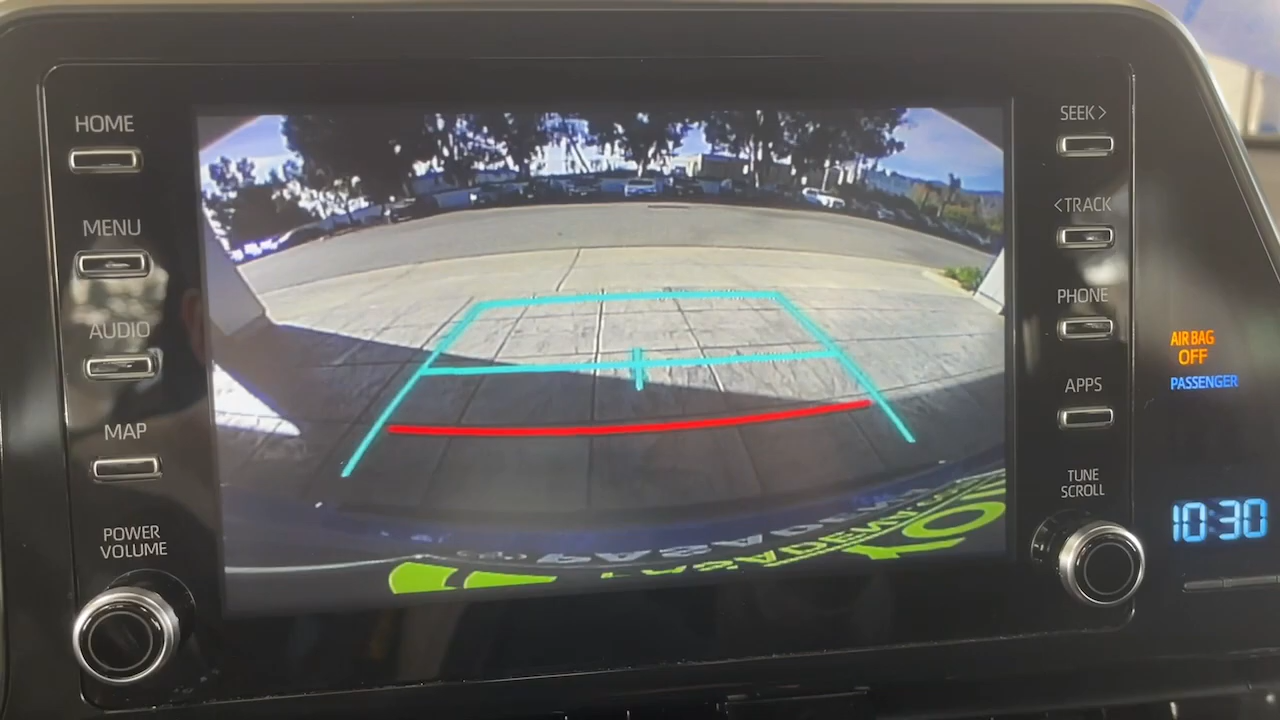 HOME
MENU
AUDIO
MAP
POWER
VOLUME
SEEK >
< TRACK
PHONE
APPS
TUNE
SCROLL
AIR BAG
OFF
PASSENGER
10:30